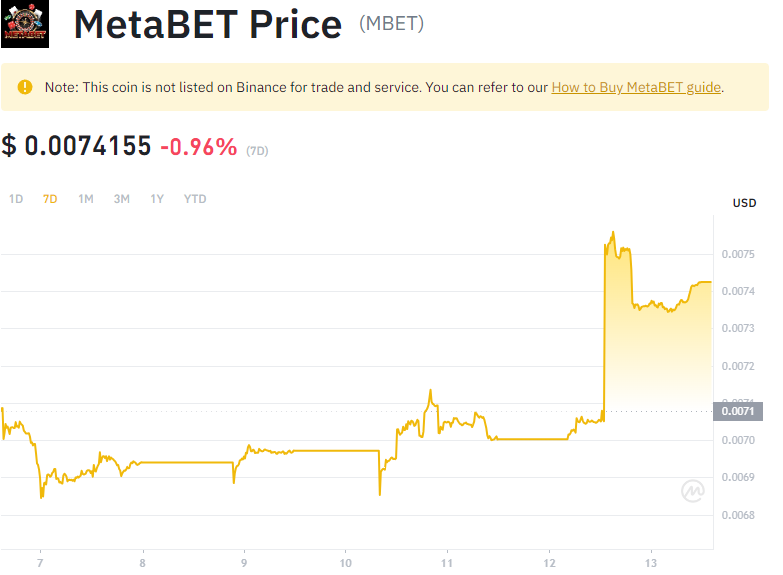 METABET
MetaBET Price (MBET)
Note: This coin is not listed on Binance for trade and service. You can refer to our How to Buy MetaBET guide.
$ 0.0074155 -0.96% (7D)
1D 7D 1M 3M 1Y YTD
USD
0.0075
0.0074
0.0073
0.0072
0.0071
0.0071
0.0070
0.0069
0.0068
7 8 9 10 11 12 13